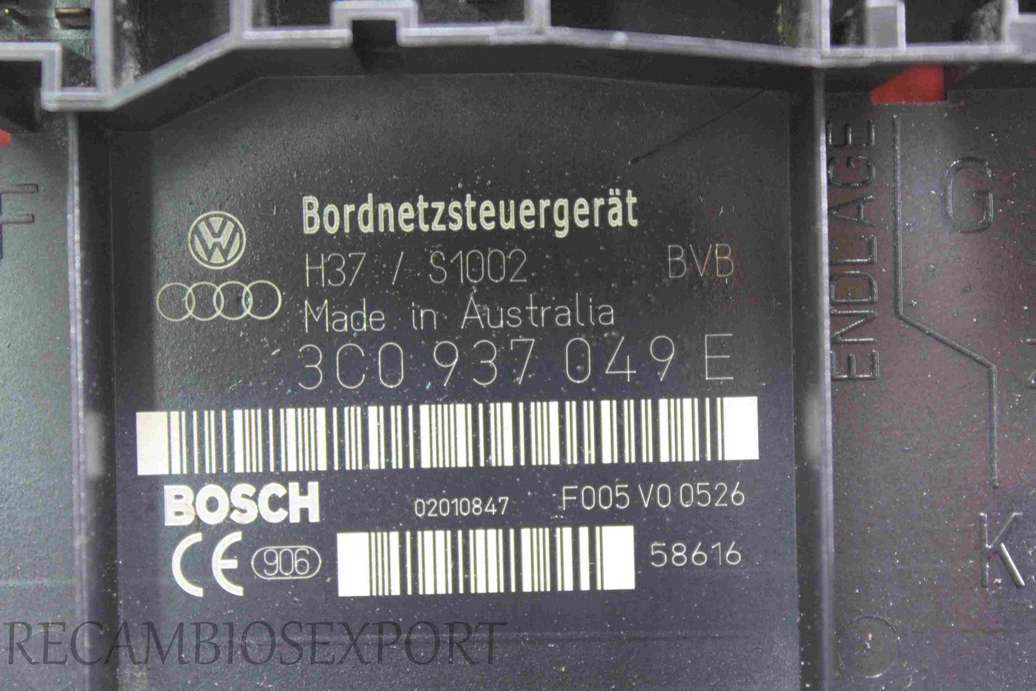 Bordnetzsteuergerät
H37 / S1002 BVB
Made in Australia
3C0 937 049 E
BOSCH 02010847 F005 V0 0526
CE 906 58616
ENDLAGE
F
G
K
RECAMBIOSEXPORT